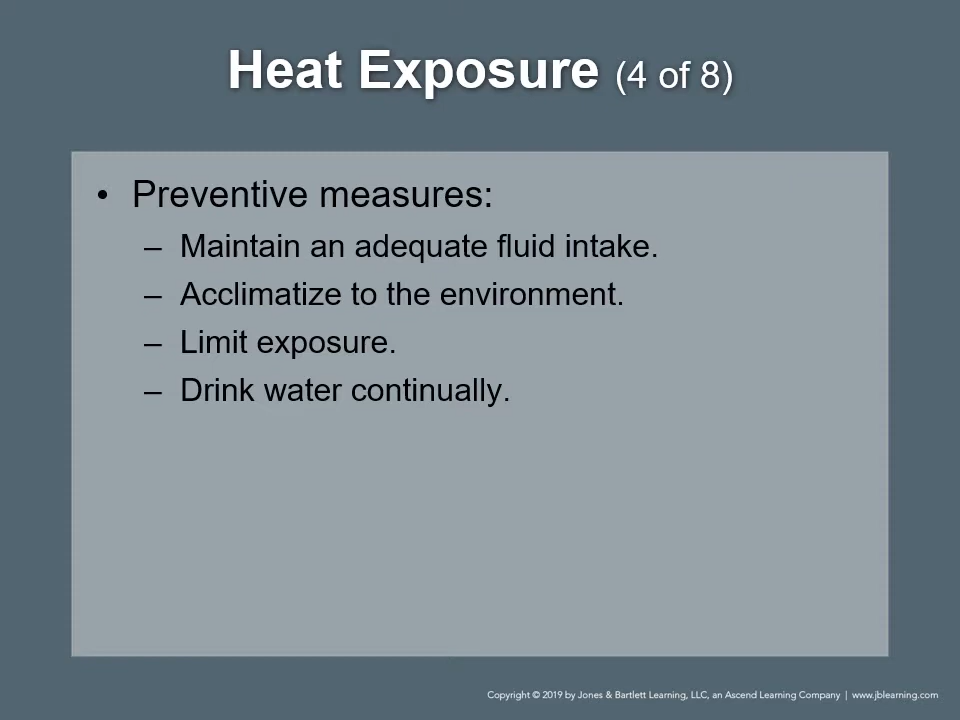 Heat Exposure (4 of 8)
• Preventive measures:
– Maintain an adequate fluid intake.
– Acclimatize to the environment.
– Limit exposure.
– Drink water continually.
Copyright © 2019 by Jones & Bartlett Learning, LLC, an Ascend Learning Company | www.jblearning.com